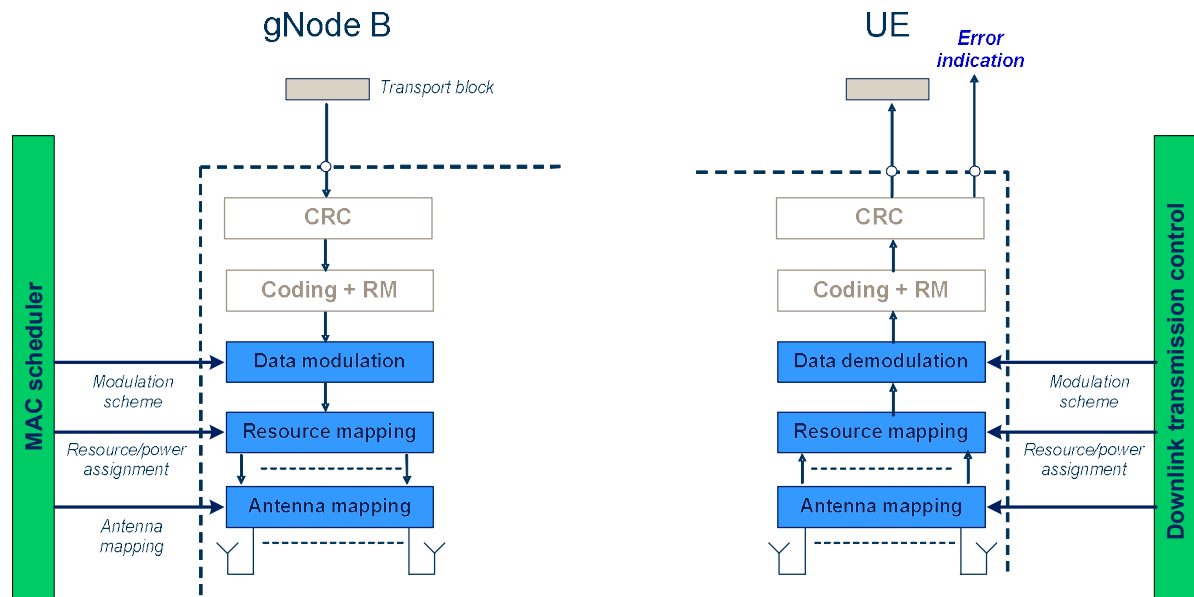 gNode B
UE
Error
indication
Transport block
CRC
CRC
Coding + RM
Coding + RM
Data modulation
Data demodulation
Modulation
scheme
Modulation
scheme
Resource mapping
Resource mapping
Resource/power
assignment
Resource/power
assignment
Antenna mapping
Antenna mapping
Antenna
mapping
MAC scheduler
Downlink transmission control